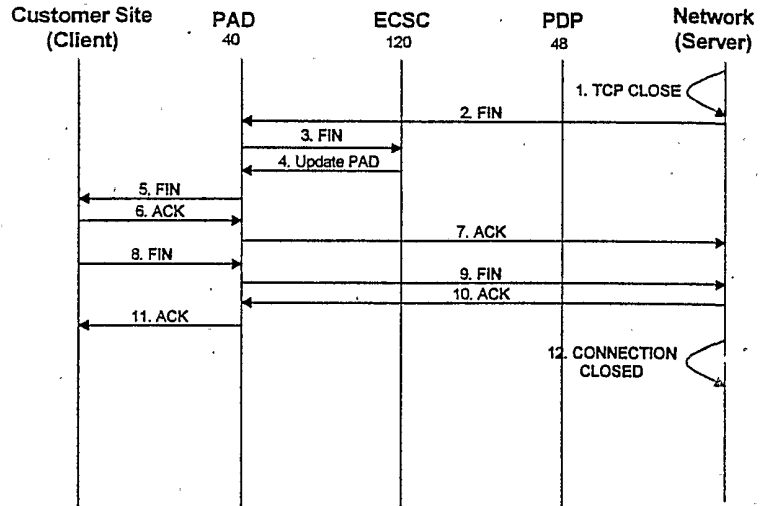 Customer Site
(Client)
PAD
40
ECSC
120
PDP
48
Network
(Server)
1. TCP CLOSE
2. FIN
3. FIN
4. Update PAD
5. FIN
6. ACK
7. ACK
8. FIN
9. FIN
10. ACK
11. ACK
12. CONNECTION
CLOSED